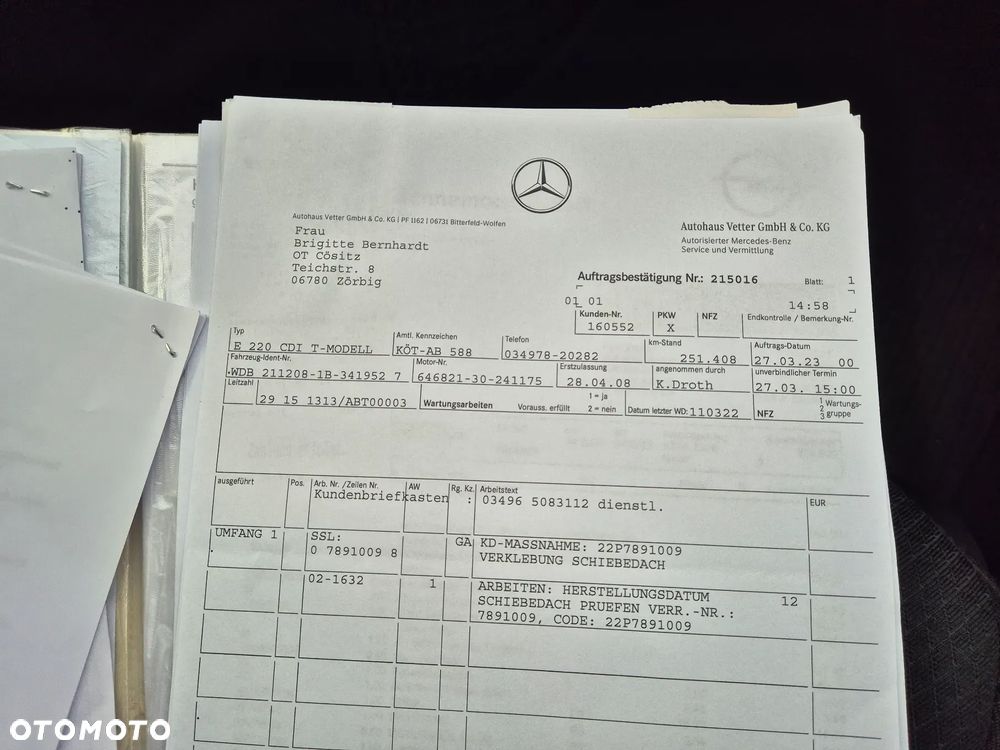 Autohaus Vetter GmbH & Co. KG | PF 1162 | 06731 Bitterfeld-Wolfen
Frau
Brigitte Bernhardt
OT Cösitz
Teichstr. 8
06780 Zörbig
Autohaus Vetter GmbH & Co. KG
Autorisierter Mercedes-Benz
Service und Vermittlung
Auftragsbestätigung Nr.: 215016 Blatt: 1
01 01 14:58
Kunden-Nr. PKW NFZ Endkontrolle / Bemerkung-Nr.
160552 X
Typ Amtl. Kennzeichen Telefon km-Stand Auftrags-Datum
E 220 CDI T-MODELL KÖT-AB 588 034978-20282 251.408 27.03.23 00
Fahrzeug-Ident-Nr. Motor-Nr. Erstzulassung angenommen durch unverbindlicher Termin
WDB 211208-1B-341952 7 646821-30-241175 28.04.08 K.Droth 27.03. 15:00
Leitzahl
29 15 1313/ABT00003 Wartungsarbeiten Vorauss. erfüllt 1 = ja 2 = nein Datum letzter WD: 110322 NFZ 1 2 3 Wartungs-gruppe
ausgeführt Pos. Arb. Nr. /Zeilen Nr. AW Rg. Kz. Arbeitstext EUR
Kundenbriefkasten : 03496 5083112 dienstl.
UMFANG 1 SSL: GA KD-MASSNAHME: 22P7891009
0 7891009 8 VERKLEBUNG SCHIEBEDACH
02-1632 1 ARBEITEN: HERSTELLUNGSDATUM 12
SCHIEBEDACH PRUEFEN VERR.-NR.:
7891009, CODE: 22P7891009
OTOMOTO